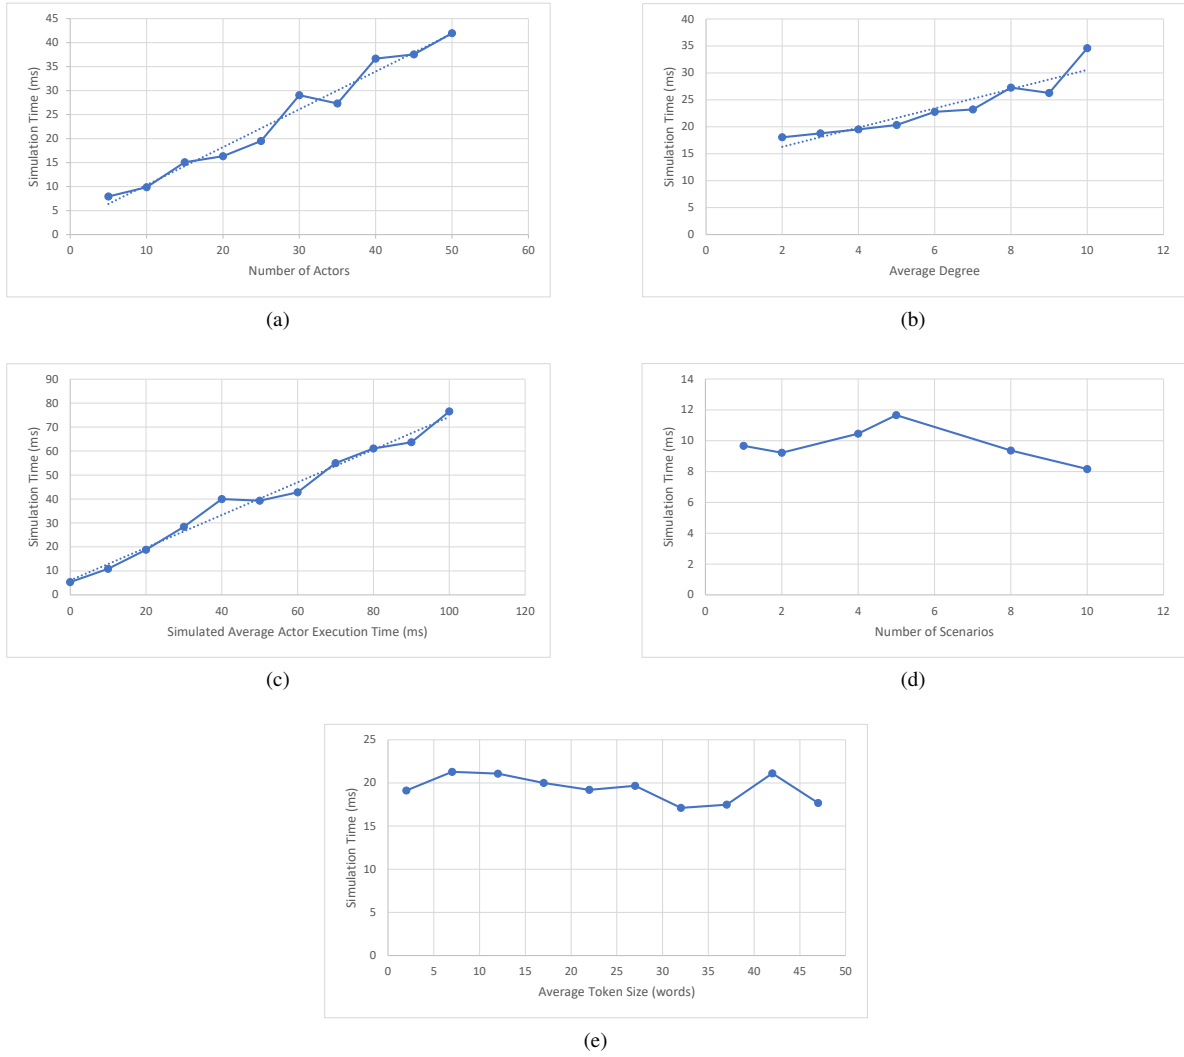 45
40
35
30
25
20
15
10
5
0
Simulation Time (ms)
0 10 20 30 40 50 60
Number of Actors
(a)
40
35
30
25
20
15
10
5
0
Simulation Time (ms)
0 2 4 6 8 10 12
Average Degree
(b)
90
80
70
60
50
40
30
20
10
0
Simulation Time (ms)
0 20 40 60 80 100 120
Simulated Average Actor Execution Time (ms)
(c)
14
12
10
8
6
4
2
0
Simulation Time (ms)
0 2 4 6 8 10 12
Number of Scenarios
(d)
25
20
15
10
5
0
Simulation Time (ms)
0 5 10 15 20 25 30 35 40 45 50
Average Token Size (words)
(e)